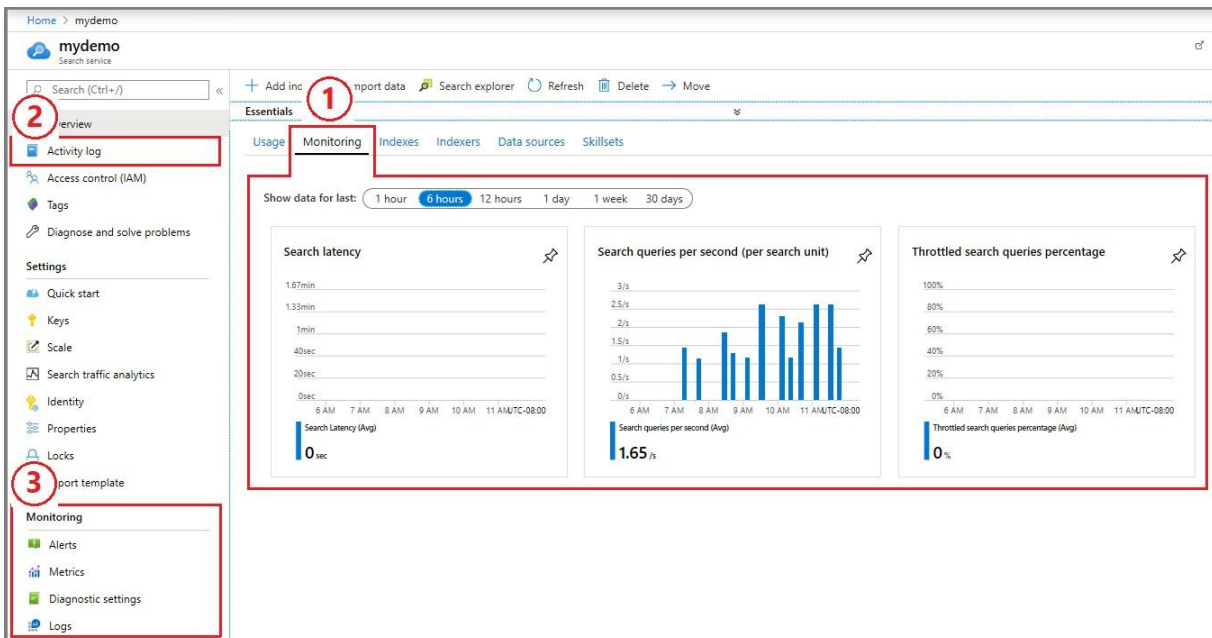 Home > mydemo
mydemo
Search service
Search (Ctrl+/)
«
Add
Search explorer
Refresh
Delete
Move
1
Essentials
2
Activity log
Access control (IAM)
Tags
Diagnose and solve problems
Settings
Quick start
Keys
Scale
Search traffic analytics
Identity
Properties
Locks
template
3
Monitoring
Alerts
Metrics
Diagnostic settings
Logs
Usage
Monitoring
Indexes
Indexers
Data sources
Skillsets
Show data for last:
1 hour
6 hours
12 hours
1 day
1 week
30 days
Search latency
1.67min
1.33min
1min
40sec
20sec
0sec
6 AM 7 AM 8 AM 9 AM 10 AM 11 AM UTC-08:00
Search Latency (Avg)
0 sec
Search queries per second (per search unit)
3/s
2.5/s
2/s
1.5/s
1/s
0.5/s
0/s
6 AM 7 AM 8 AM 9 AM 10 AM 11 AM UTC-08:00
Search queries per second (Avg)
1.65 /s
Throttled search queries percentage
100%
80%
60%
40%
20%
0%
6 AM 7 AM 8 AM 9 AM 10 AM 11 AM UTC-08:00
Throttled search queries percentage (Avg)
0 %